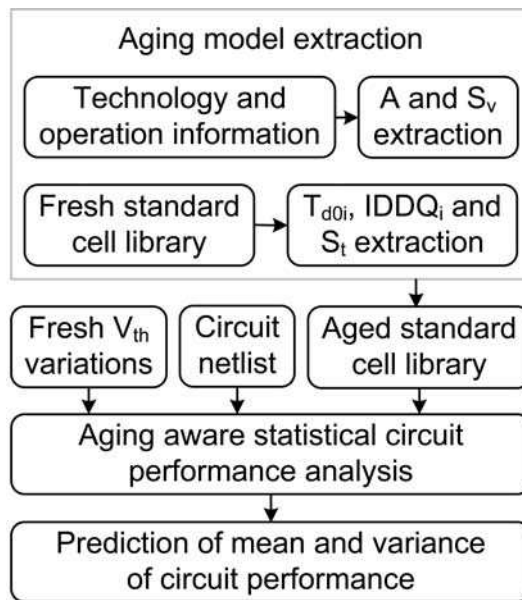 Aging model extraction
Technology and
operation information
A and Sv
extraction
Fresh standard
cell library
Td0i, IDDQi and
St extraction
Fresh Vth
variations
Circuit
netlist
Aged standard
cell library
Aging aware statistical circuit
performance analysis
Prediction of mean and variance
of circuit performance